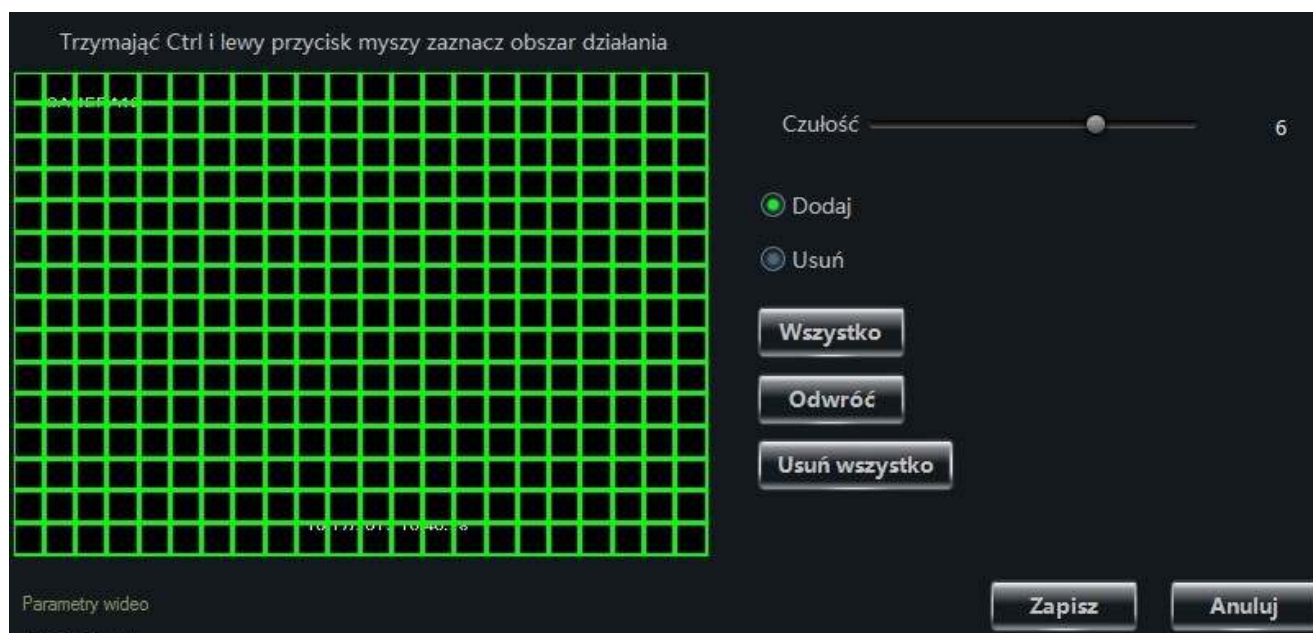 Trzymająć Ctrl i lewy przycisk myszy zaznacz obszar działania
Czułość 6
Dodaj
Usuń
Wszystko
Odwróć
Usuń wszystko
Parametry wideo
Zapisz Anuluj